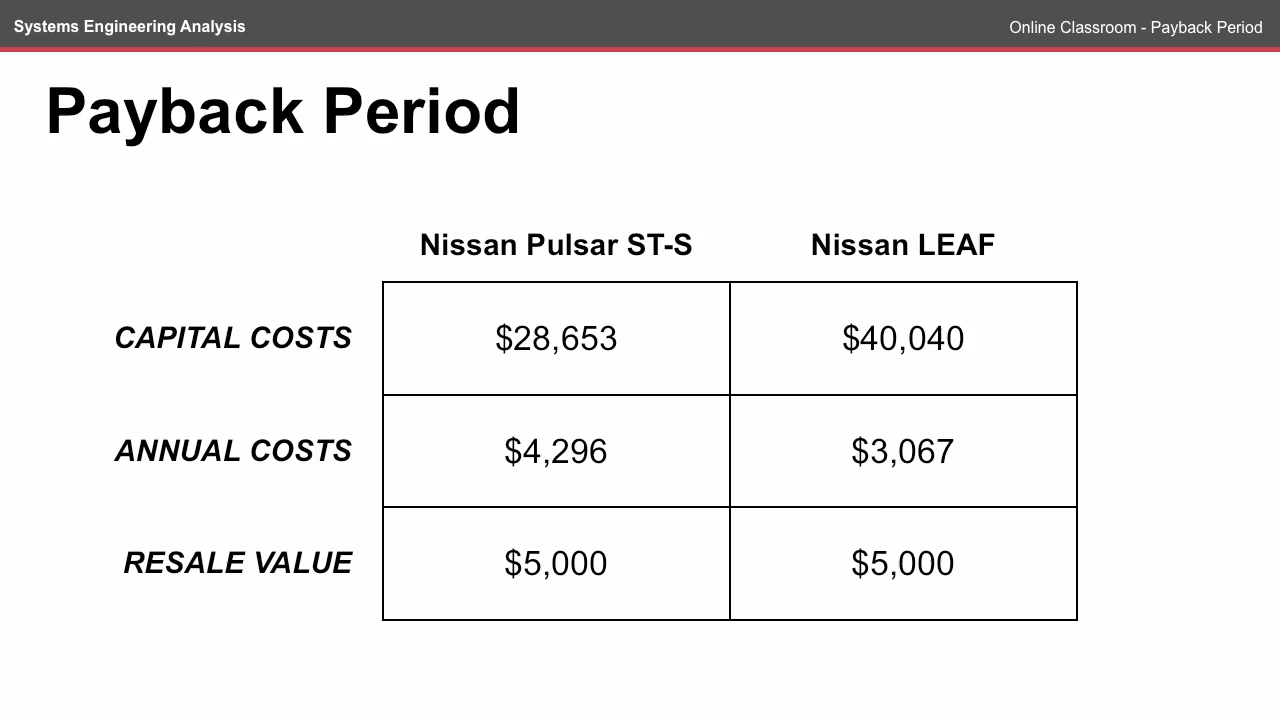 Systems Engineering Analysis
Online Classroom - Payback Period
Payback Period
Nissan Pulsar ST-S Nissan LEAF
CAPITAL COSTS $28,653 $40,040
ANNUAL COSTS $4,296 $3,067
RESALE VALUE $5,000 $5,000